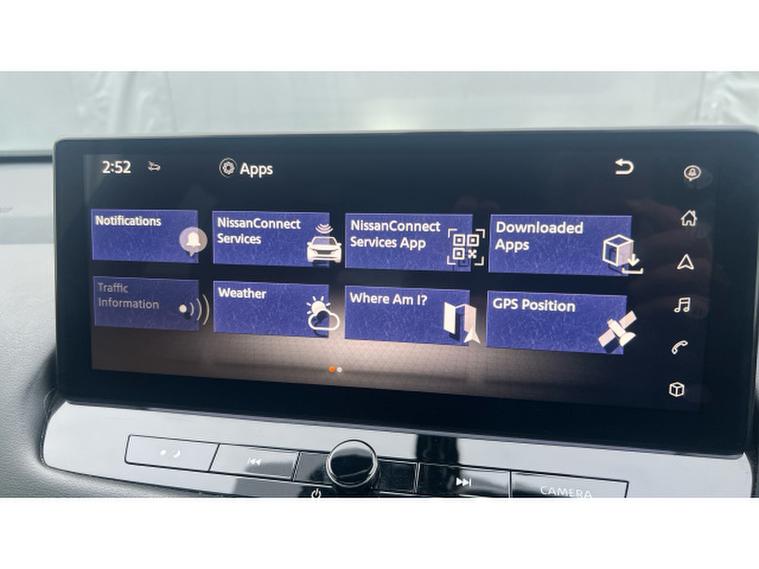 2:52
Apps
Notifications
NissanConnect
Services
NissanConnect
Services App
Downloaded
Apps
Traffic
Information
Weather
Where Am I?
GPS Position
CAMERA